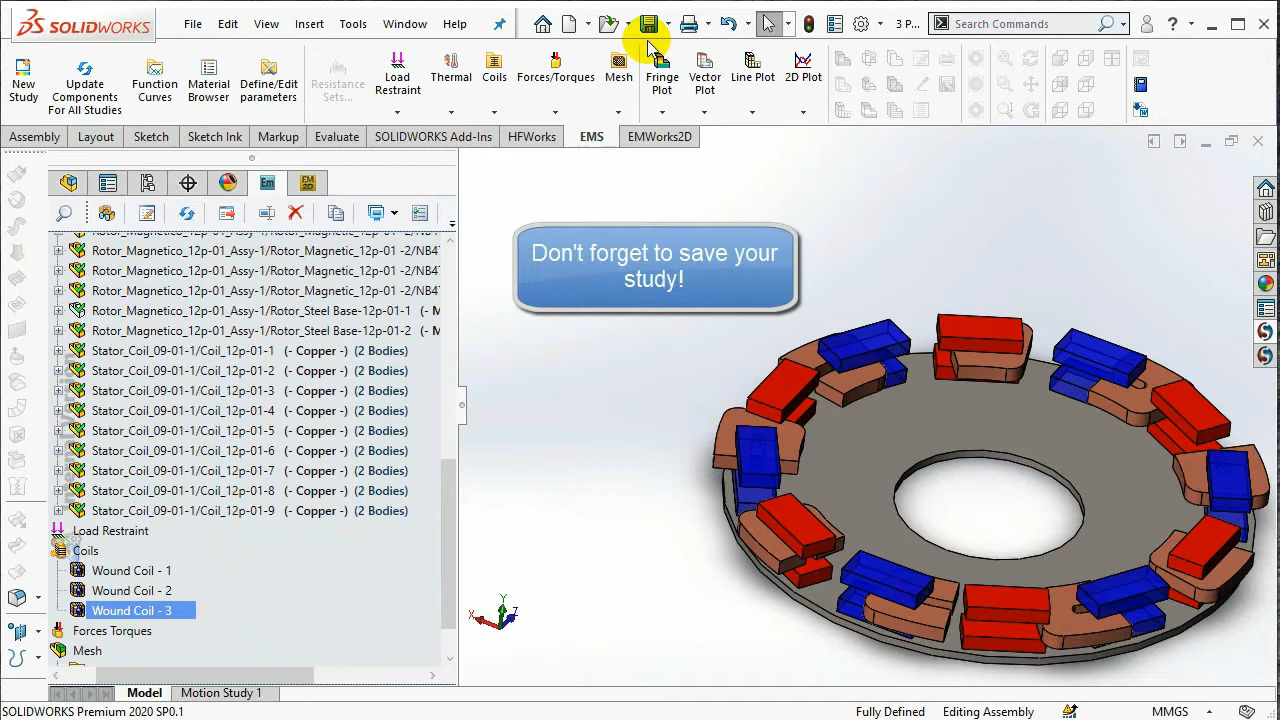 SOLIDWORKS
File Edit View Insert Tools Window Help
3 P...
Search Commands
New Study
Update Components For All Studies
Function Curves
Material Browser
Define/Edit parameters
Resistance Sets...
Load Restraint
Thermal
Coils
Forces/Torques
Mesh
Fringe Plot
Vector Plot
Line Plot
2D Plot
Assembly Layout Sketch Sketch Ink Markup Evaluate SOLIDWORKS Add-Ins HFWorks EMS EMWorks2D
Rotor_Magnetico_12p-01_Assy-1/Rotor_Magnetic_12p-01 -2/NB4
Rotor_Magnetico_12p-01_Assy-1/Rotor_Magnetic_12p-01 -2/NB4
Rotor_Magnetico_12p-01_Assy-1/Rotor_Magnetic_12p-01 -2/NB4
Rotor_Magnetico_12p-01_Assy-1/Rotor_Steel Base-12p-01-1 (- M
Rotor_Magnetico_12p-01_Assy-1/Rotor_Steel Base-12p-01-2 (- M
Stator_Coil_09-01-1/Coil_12p-01-1 (- Copper -) (2 Bodies)
Stator_Coil_09-01-1/Coil_12p-01-2 (- Copper -) (2 Bodies)
Stator_Coil_09-01-1/Coil_12p-01-3 (- Copper -) (2 Bodies)
Stator_Coil_09-01-1/Coil_12p-01-4 (- Copper -) (2 Bodies)
Stator_Coil_09-01-1/Coil_12p-01-5 (- Copper -) (2 Bodies)
Stator_Coil_09-01-1/Coil_12p-01-6 (- Copper -) (2 Bodies)
Stator_Coil_09-01-1/Coil_12p-01-7 (- Copper -) (2 Bodies)
Stator_Coil_09-01-1/Coil_12p-01-8 (- Copper -) (2 Bodies)
Stator_Coil_09-01-1/Coil_12p-01-9 (- Copper -) (2 Bodies)
Load Restraint
Coils
Wound Coil - 1
Wound Coil - 2
Wound Coil - 3
Forces Torques
Mesh
Don't forget to save your
study!
Y
X
Z
Model Motion Study 1
SOLIDWORKS Premium 2020 SP0.1
Fully Defined Editing Assembly MMGS